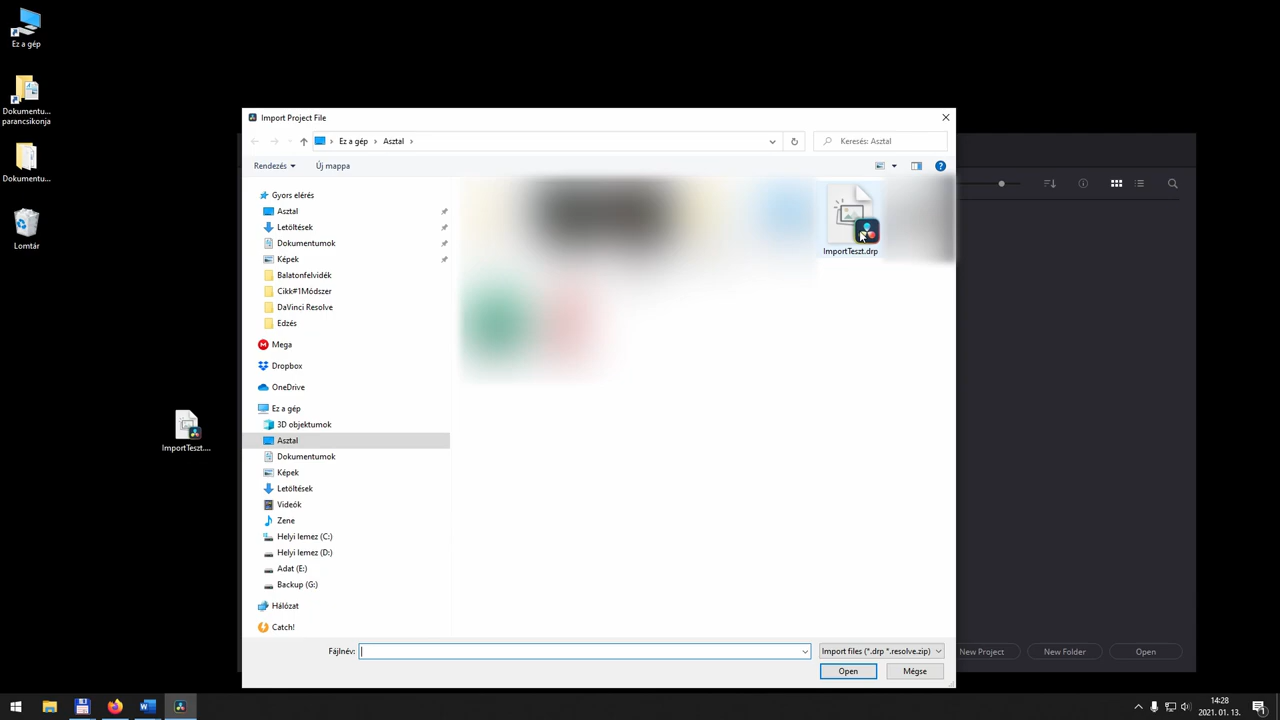 Ez a gép
Dokumentu...
parancsikonja
Dokumentu...
Lomtár
ImportTeszt....
Import Project File
Ez a gép
Asztal
Keresés: Asztal
Rendezés
Új mappa
Gyors elérés
Asztal
Letöltések
Dokumentumok
Képek
Balatonfelvidék
Cikk#1Módszer
DaVinci Resolve
Edzés
Mega
Dropbox
OneDrive
Ez a gép
3D objektumok
Asztal
Dokumentumok
Képek
Letöltések
Videók
Zene
Helyi lemez (C:)
Helyi lemez (D:)
Adat (E:)
Backup (G:)
Hálózat
Catch!
ImportTeszt.drp
Fájlnév:
Import files (*.drp *.resolve.zip)
Open
Mégse
New Project
New Folder
Open
14:28
2021. 01. 13.